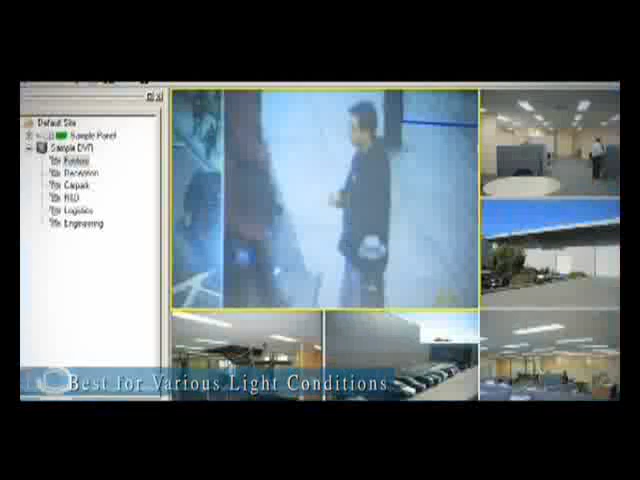 Default Site
Sample Panel
Sample DVR
Reception
Carpark
R&D
Logistics
Engineering
Best for Various Light Conditions